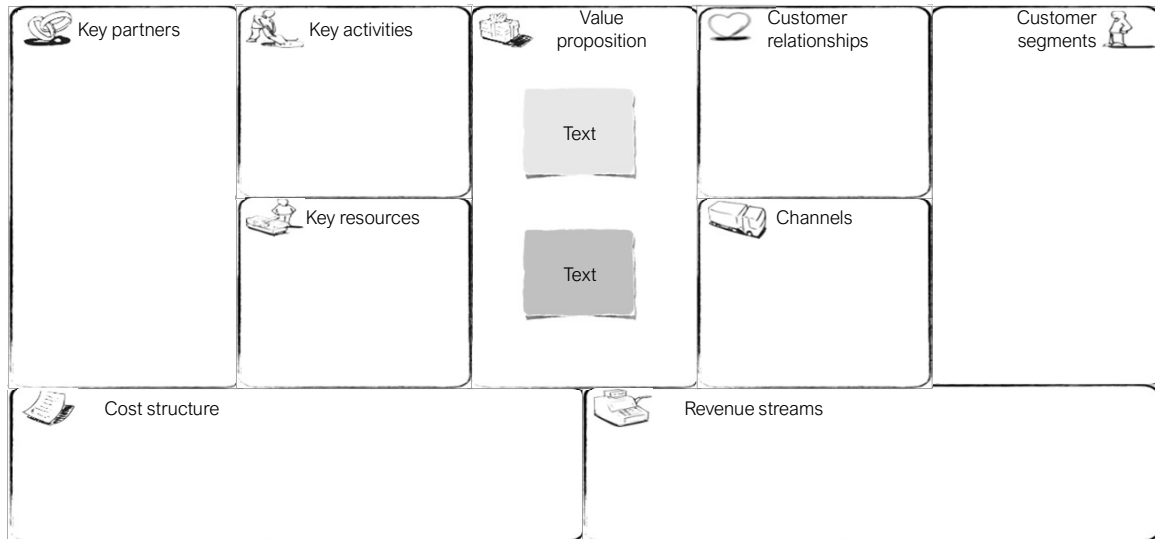 Key partners
Key activities
Value
proposition
Customer
relationships
Customer
segments
Text
Key resources
Channels
Text
Cost structure
Revenue streams